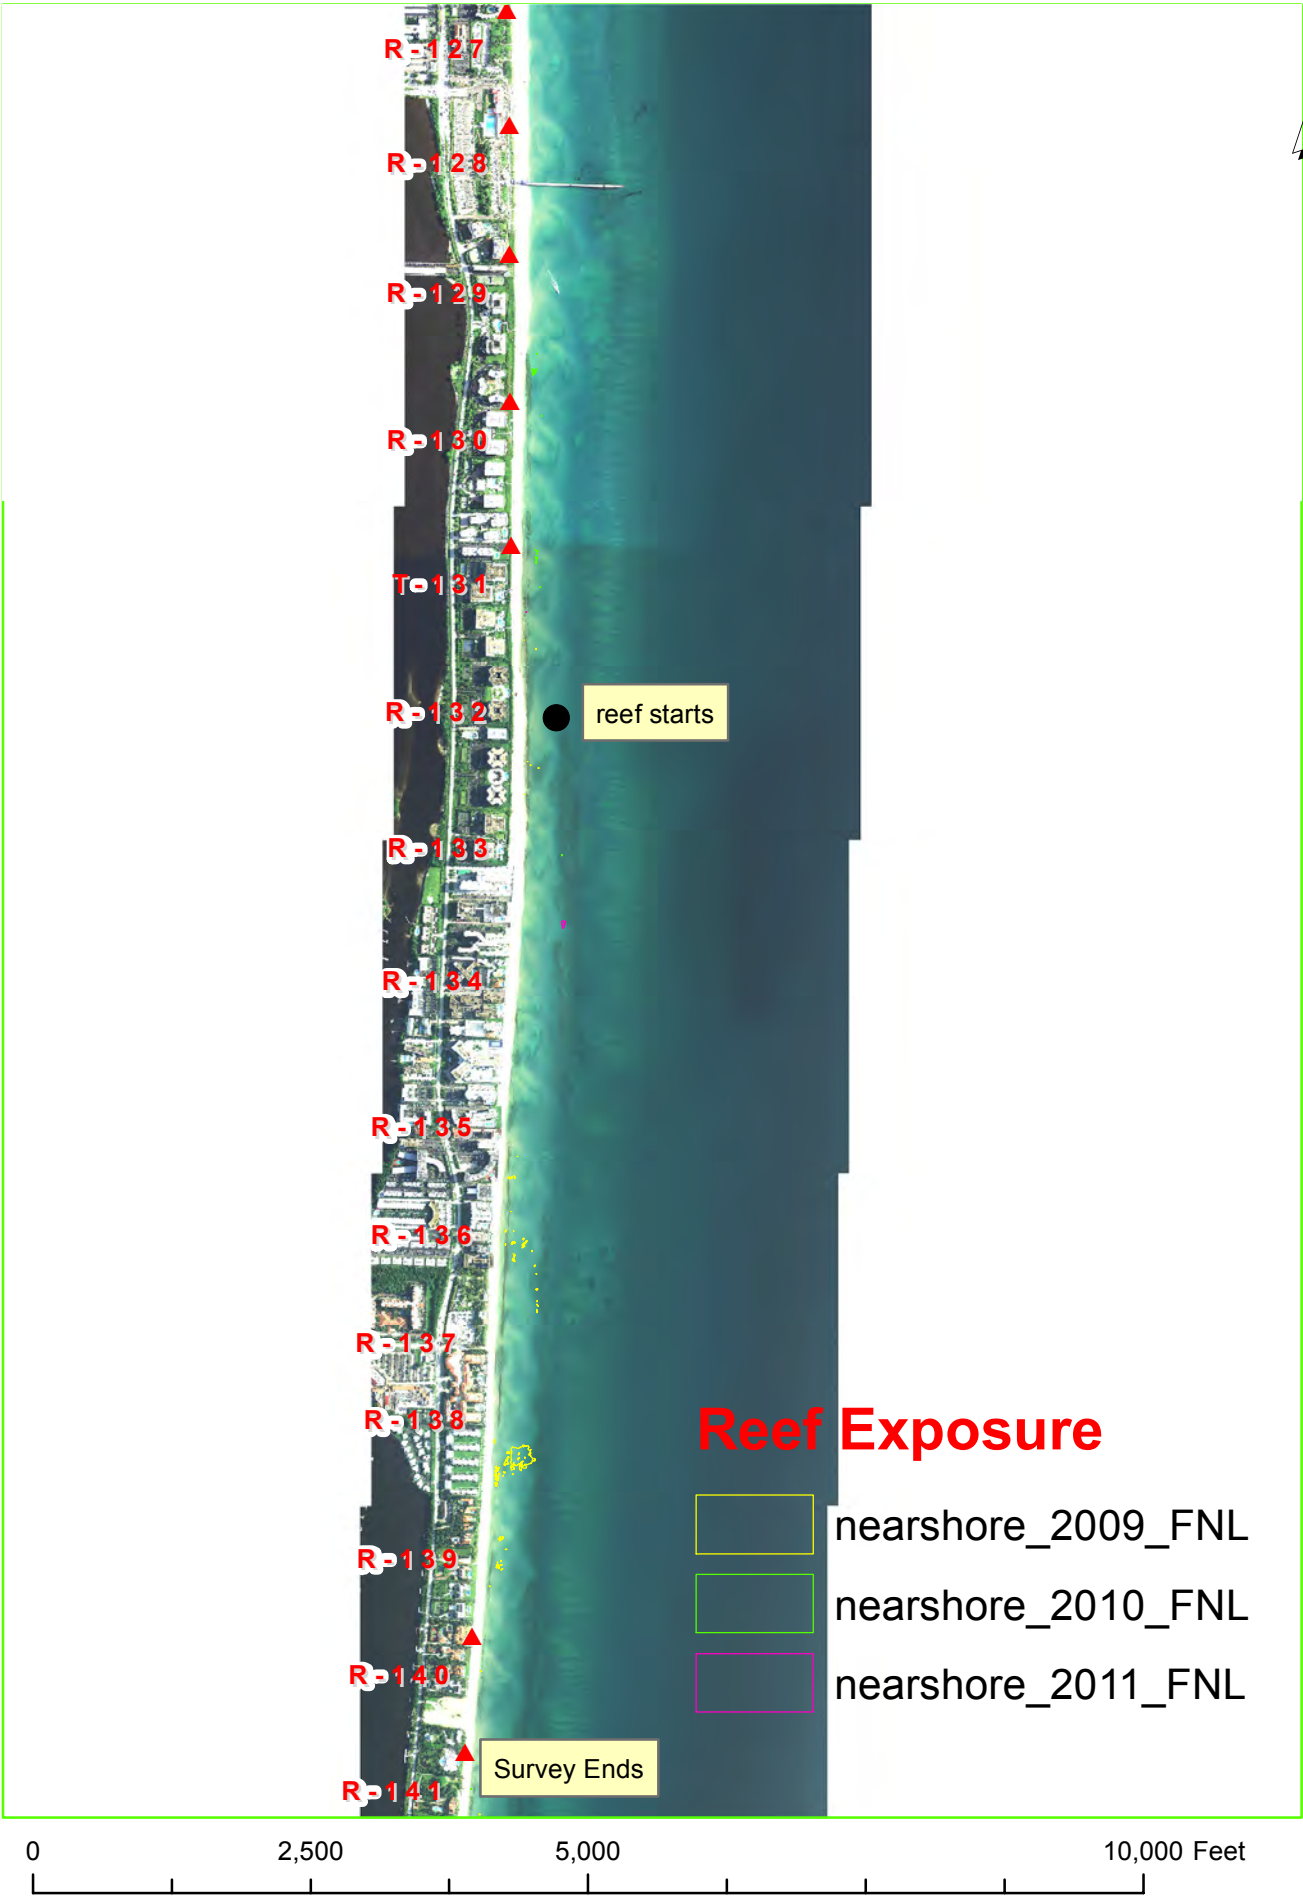 R-127
R-128
R-129
R-130
T-131
R-132
reef starts
R-133
R-134
R-135
R-136
R-137
R-138
Reef Exposure
nearshore_2009_FNL
R-139
nearshore_2010_FNL
R-140
nearshore_2011_FNL
Survey Ends
R-141
0 2,500 5,000 10,000 Feet